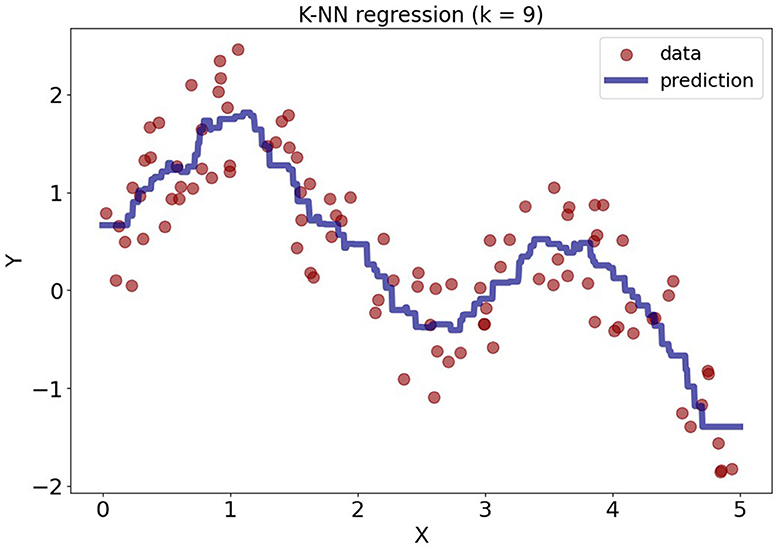 K-NN regression (k = 9)
data
prediction
Y
2
1
0
−1
−2
0 1 2 3 4 5
X